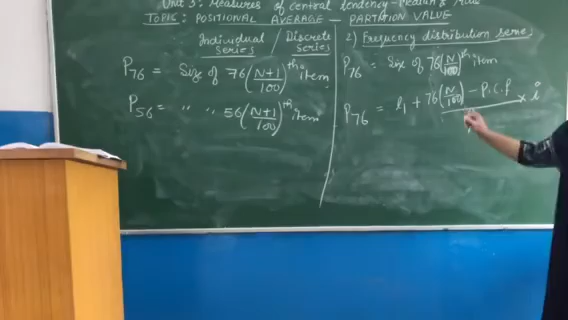 Unit 3: Measures of central tendency - Median & Mode
TOPIC: POSITIONAL AVERAGE - PARTATION VALUE
Individual Series / Discrete Series
P76 = Size of 76(N+1/100)th item
P56 = " " 56(N+1/100)th item
2) Frequency distribution series
P76 = Size of 76(N/100)th item
P76 = l1 + 76(N/100) - p.c.f × i